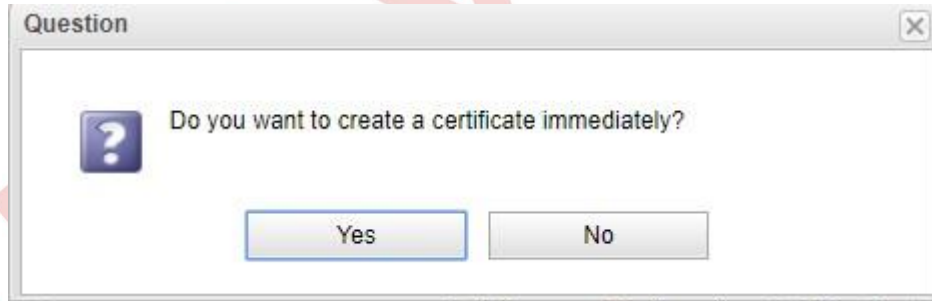 Question
Do you want to create a certificate immediately?
Yes
No